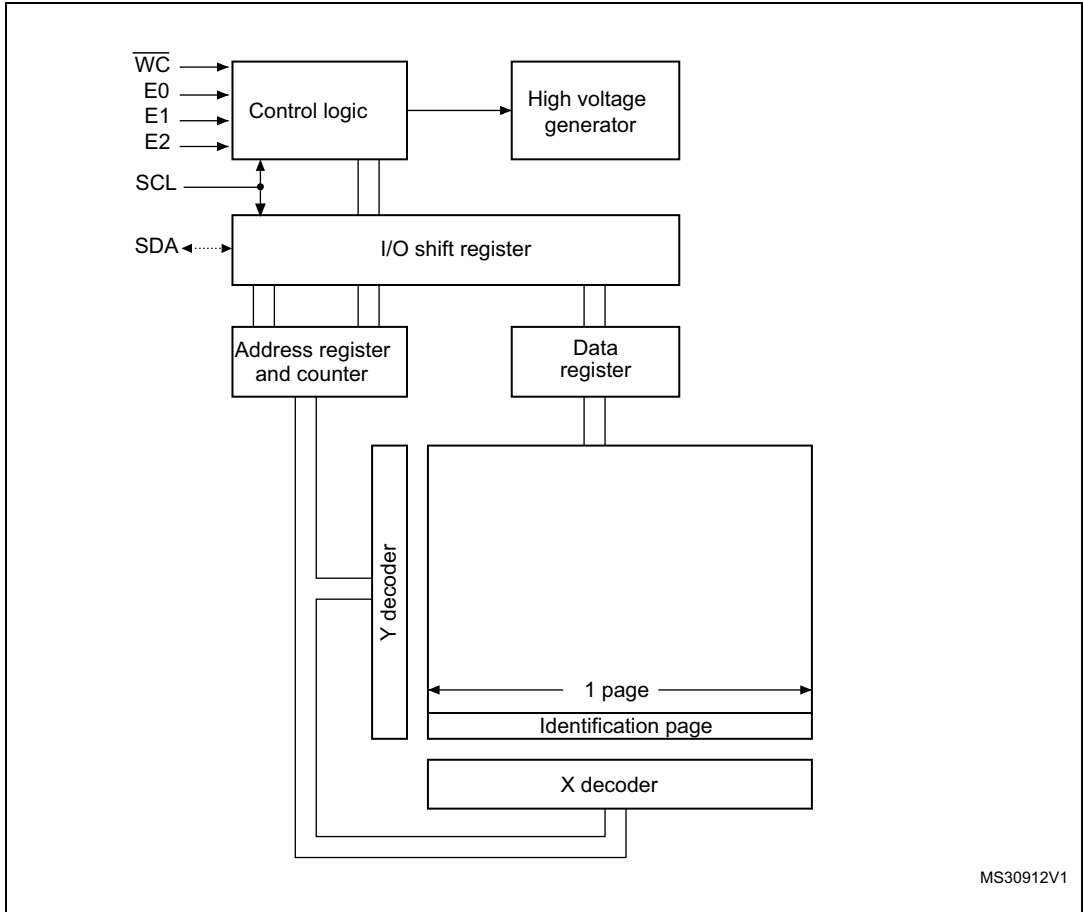 W̅C̅
E0
E1
E2
SCL
SDA
Control logic
High voltage
generator
I/O shift register
Address register
and counter
Data
register
Y decoder
1 page
Identification page
X decoder
MS30912V1